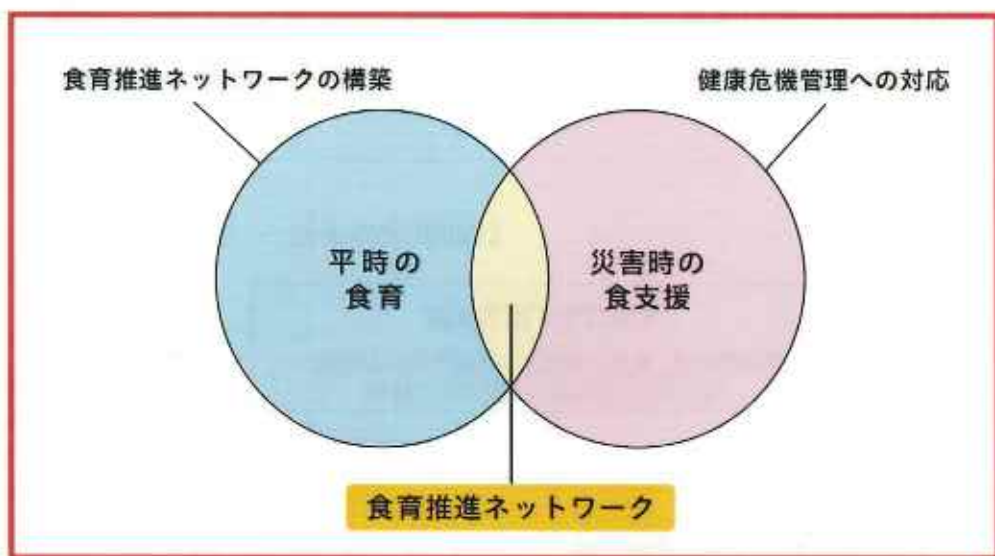 食育推進ネットワークの構築
健康危機管理への対応
平時の
食育
災害時の
食支援
食育推進ネットワーク